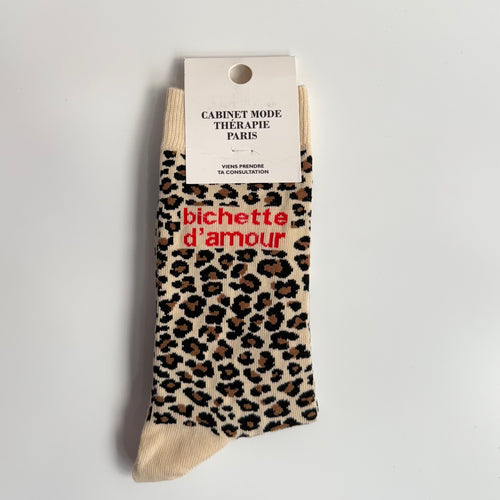 CABINET MODE
THÉRAPIE
PARIS
VIENS PRENDRE
TA CONSULTATION
bichette
d'amour